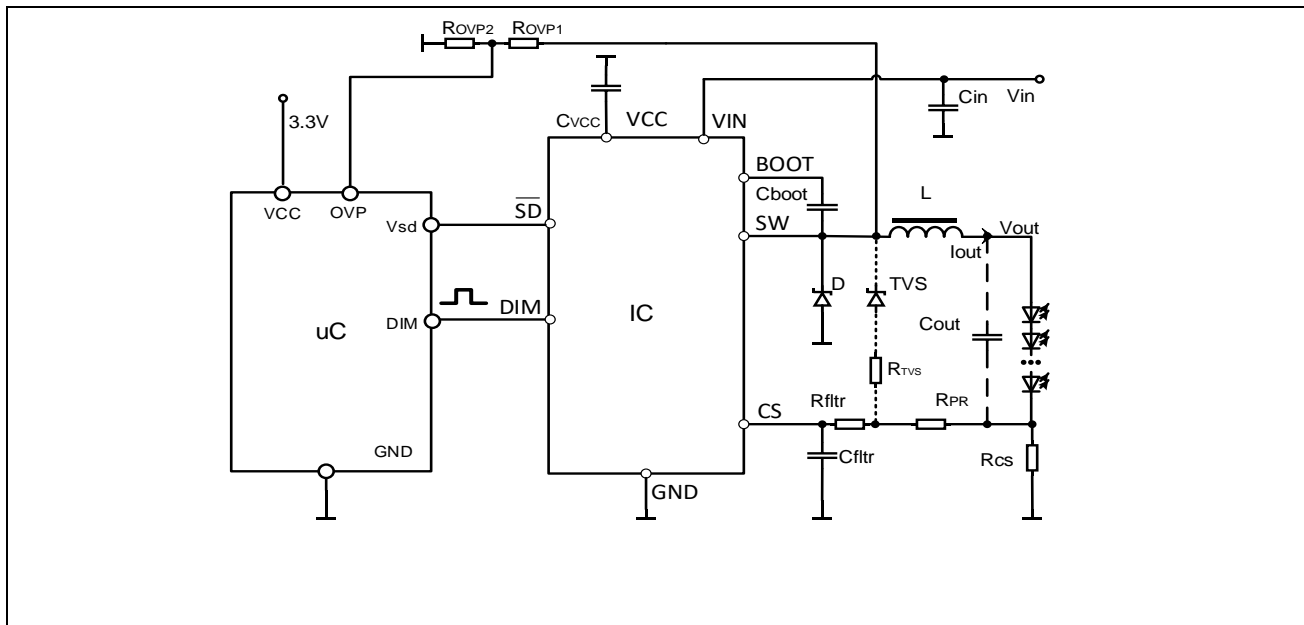 ROVP2 ROVP1
Cin Vin
3.3V
CVCC VCC VIN
BOOT
Cboot
L
VCC OVP
Vsd SD
SW
Vout
Iout
D TVS
DIM DIM
uC IC
Cout
RTVS
CS Rfltr RPR
GND
Cfltr Rcs
GND